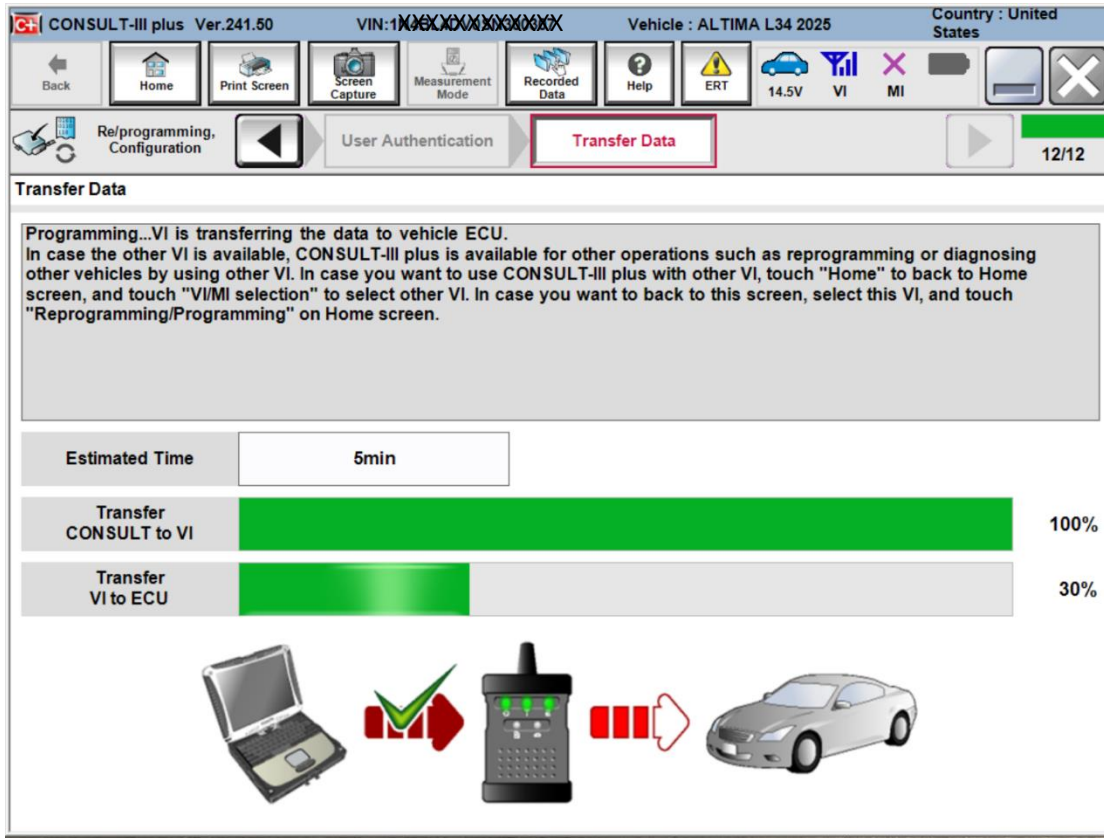 C+ CONSULT-III plus Ver.241.50 VIN:1 Vehicle : ALTIMA L34 2025 Country : United
States
Back
Home
Print Screen
Screen
Capture
Measurement
Mode
Recorded
Data
Help
ERT
14.5V
VI
MI
Re/programming,
Configuration
User Authentication
Transfer Data
12/12
Transfer Data
Programming...VI is transferring the data to vehicle ECU.
In case the other VI is available, CONSULT-III plus is available for other operations such as reprogramming or diagnosing
other vehicles by using other VI. In case you want to use CONSULT-III plus with other VI, touch "Home" to back to Home
screen, and touch "VI/MI selection" to select other VI. In case you want to back to this screen, select this VI, and touch
"Reprogramming/Programming" on Home screen.
Estimated Time
5min
Transfer
CONSULT to VI
100%
Transfer
VI to ECU
30%